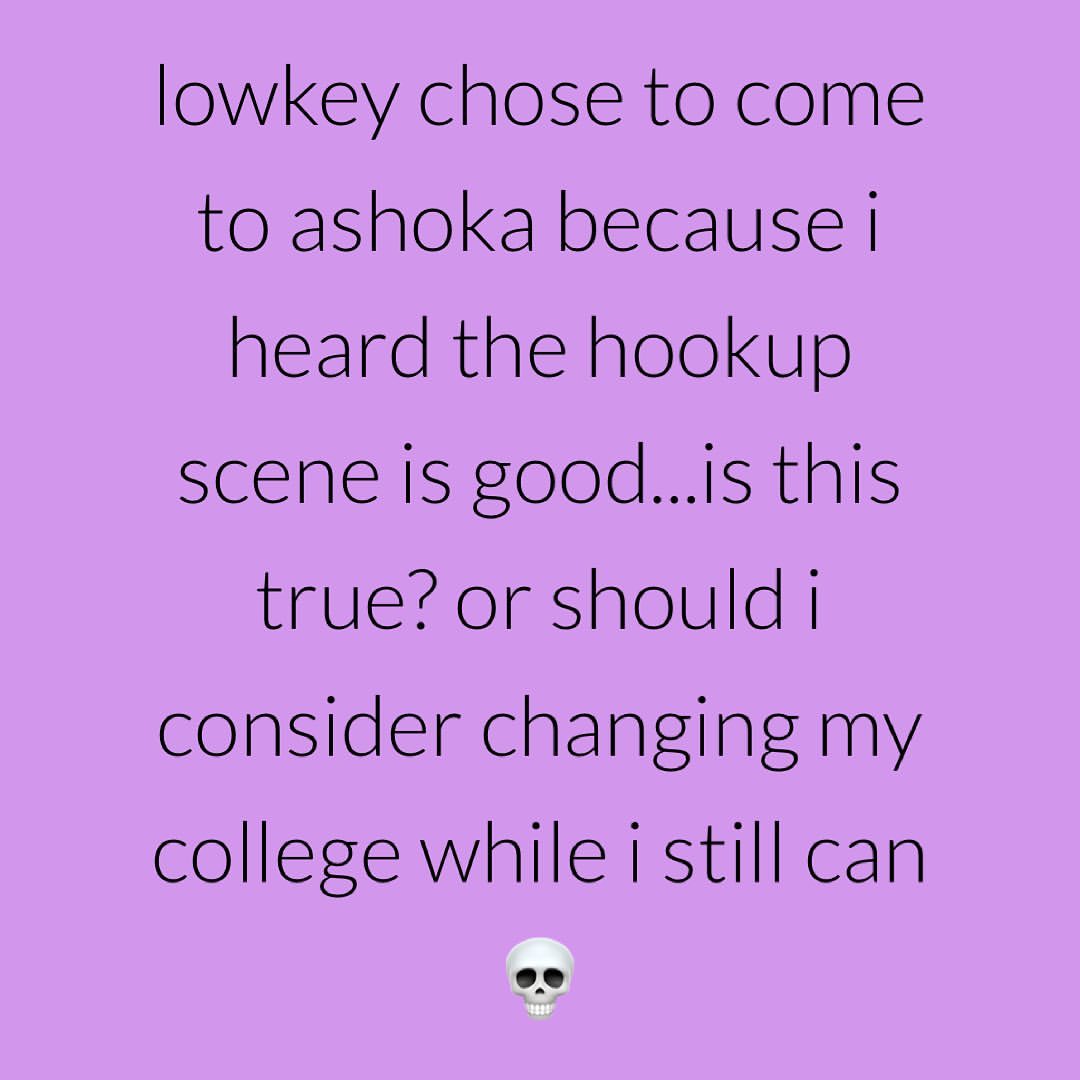 lowkey chose to come
to ashoka because i
heard the hookup
scene is good...is this
true? or should i
consider changing my
college while i still can
💀